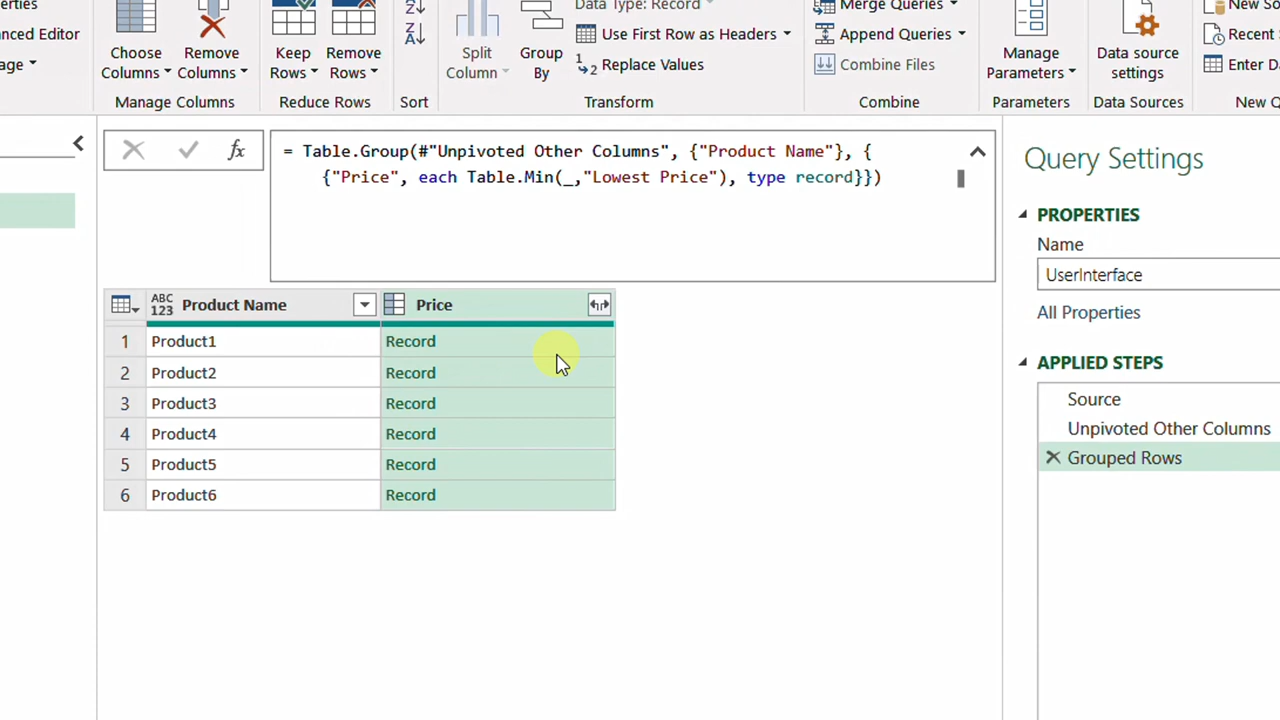 Data Type: Record
Merge Queries
New So
Use First Row as Headers
Append Queries
Recent
Replace Values
Combine Files
Enter Da
Editor
Choose Columns
Remove Columns
Keep Rows
Remove Rows
Split Column
Group By
Manage Parameters
Data source settings
Manage Columns
Reduce Rows
Sort
Transform
Combine
Parameters
Data Sources
New Q
fx
= Table.Group(#"Unpivoted Other Columns", {"Product Name"}, {
{"Price", each Table.Min(_,"Lowest Price"), type record}})
Query Settings
PROPERTIES
Name
UserInterface
All Properties
APPLIED STEPS
Source
Unpivoted Other Columns
Grouped Rows
ABC 123 Product Name Price
1 Product1 Record
2 Product2 Record
3 Product3 Record
4 Product4 Record
5 Product5 Record
6 Product6 Record